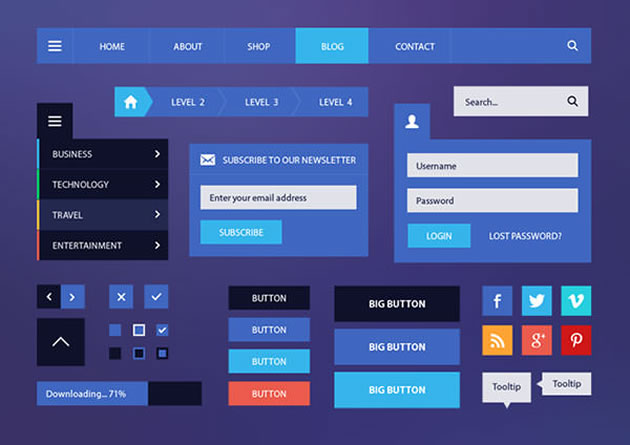 HOME ABOUT SHOP BLOG CONTACT
LEVEL 2 LEVEL 3 LEVEL 4
Search...
BUSINESS
TECHNOLOGY
TRAVEL
ENTERTAINMENT
SUBSCRIBE TO OUR NEWSLETTER
Enter your email address
SUBSCRIBE
Username
Password
LOGIN LOST PASSWORD?
Downloading... 71%
BUTTON
BUTTON
BUTTON
BUTTON
BIG BUTTON
BIG BUTTON
BIG BUTTON
f v
g+
Tooltip Tooltip